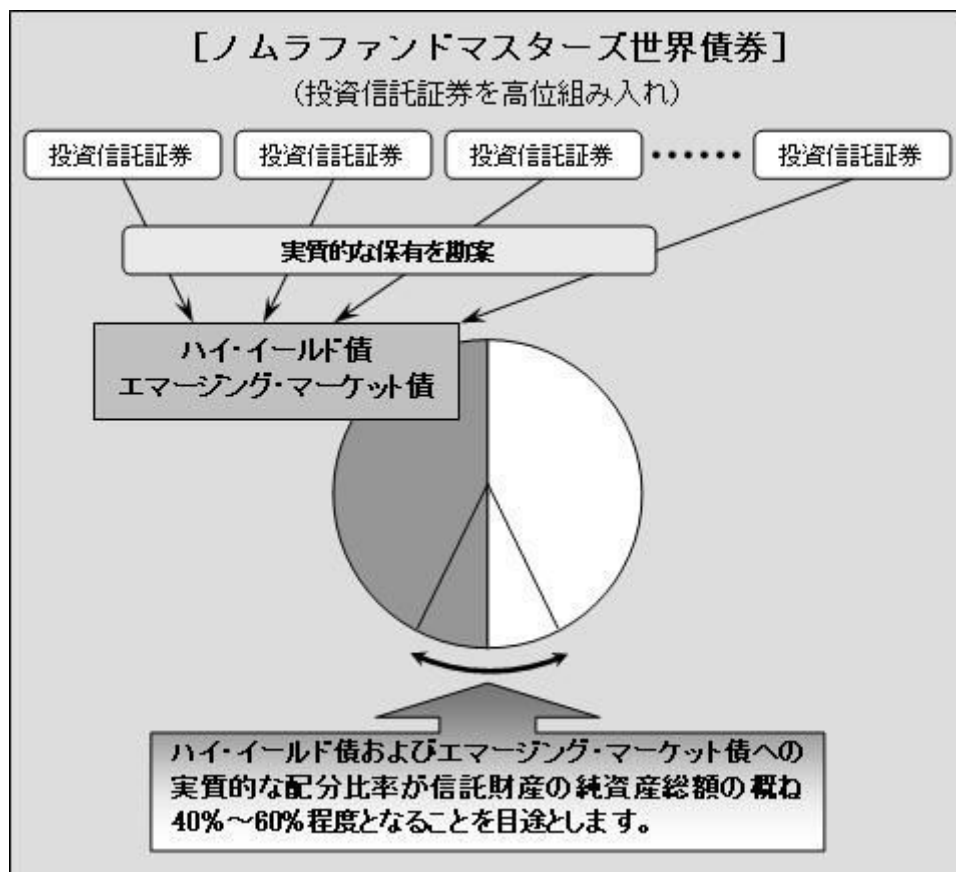 [ノムラファンドマスターズ世界債券]
(投資信託証券を高位組み入れ)
投資信託証券 投資信託証券 投資信託証券 ・・・・・・ 投資信託証券
実質的な保有を勘案
ハイ・イールド債
エマージング・マーケット債
ハイ・イールド債およびエマージング・マーケット債への
実質的な配分比率が信託財産の純資産総額の概ね
40%～60%程度となることを目途とします。